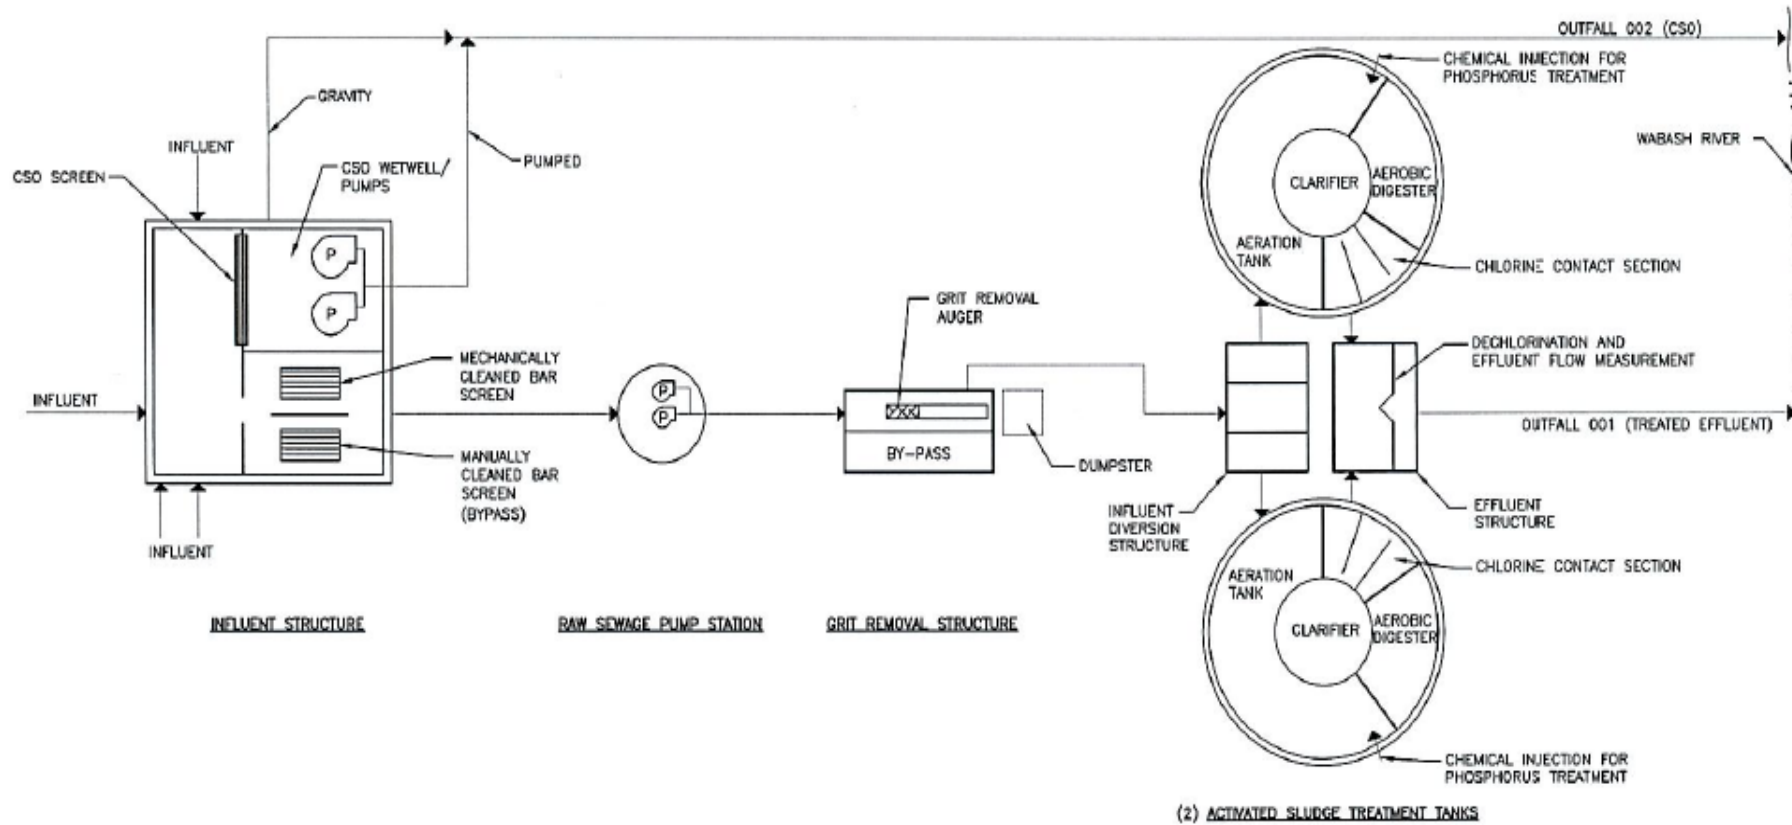 OUTFALL 002 (CSO)
CHEMICAL INJECTION FOR
PHOSPHORUS TREATMENT
GRAVITY
INFLUENT
CSO WETWELL/
PUMPS
PUMPED
WABASH RIVER
CSO SCREEN
CLARIFIER
AEROBIC
DIGESTER
P
P
AERATION
TANK
CHLORINE CONTACT SECTION
GRIT REMOVAL
AUGER
MECHANICALLY
CLEANED BAR
SCREEN
DECHLORINATION AND
EFFLUENT FLOW MEASUREMENT
INFLUENT
P
P
OUTFALL 001 (TREATED EFFLUENT)
BY-PASS
DUMPSTER
MANUALLY
CLEANED BAR
SCREEN
(BYPASS)
INFLUENT
DIVERSION
STRUCTURE
EFFLUENT
STRUCTURE
INFLUENT
CHLORINE CONTACT SECTION
AERATION
TANK
CLARIFIER
AEROBIC
DIGESTER
INFLUENT STRUCTURE
RAW SEWAGE PUMP STATION
GRIT REMOVAL STRUCTURE
CHEMICAL INJECTION FOR
PHOSPHORUS TREATMENT
(2) ACTIVATED SLUDGE TREATMENT TANKS